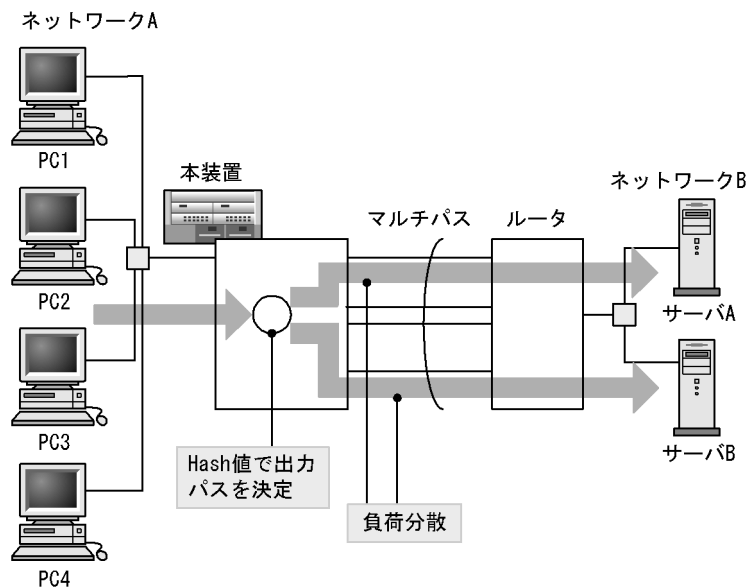 ネットワークA
PC1
本装置
ネットワークB
マルチパス
ルータ
PC2
サーバA
PC3
サーバB
Hash値で出力
パスを決定
負荷分散
PC4